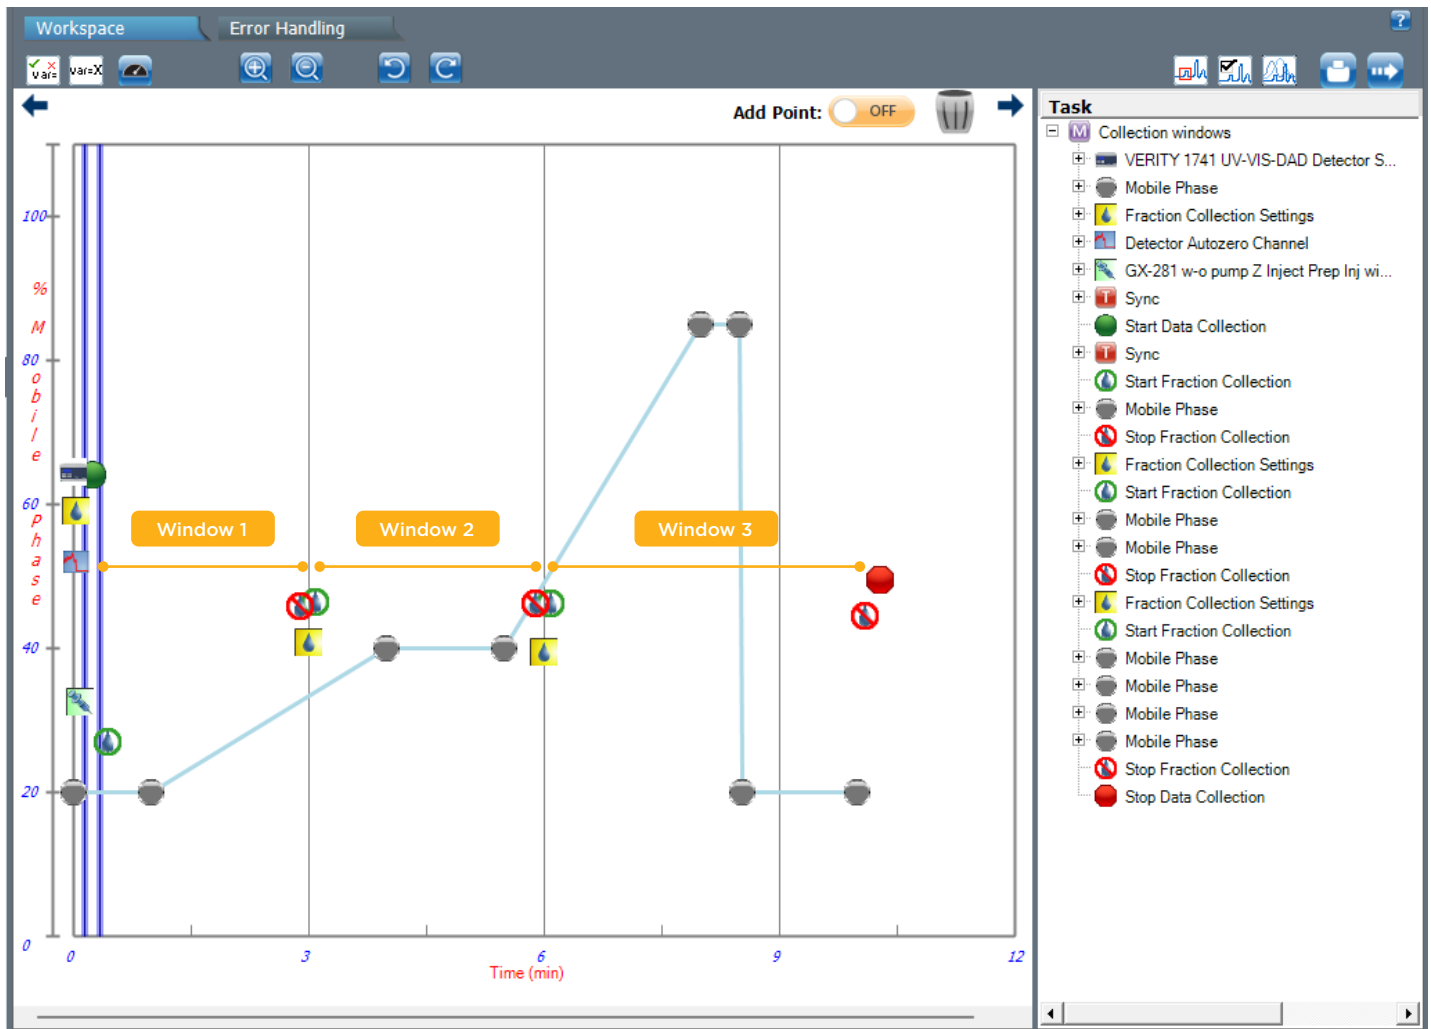 Workspace
Error Handling
?
var=
var=X
Add Point:
OFF
Task
M Collection windows
VERITY 1741 UV-VIS-DAD Detector S...
Mobile Phase
Fraction Collection Settings
Detector Autozero Channel
GX-281 w-o pump Z Inject Prep Inj wi...
T Sync
Start Data Collection
T Sync
Start Fraction Collection
Mobile Phase
Stop Fraction Collection
Fraction Collection Settings
Start Fraction Collection
Mobile Phase
Mobile Phase
Stop Fraction Collection
Fraction Collection Settings
Start Fraction Collection
Mobile Phase
Mobile Phase
Mobile Phase
Mobile Phase
Stop Fraction Collection
Stop Data Collection
% Mobile Phase
100
80
60
40
20
0
Window 1
Window 2
Window 3
0
3
6
9
12
Time (min)